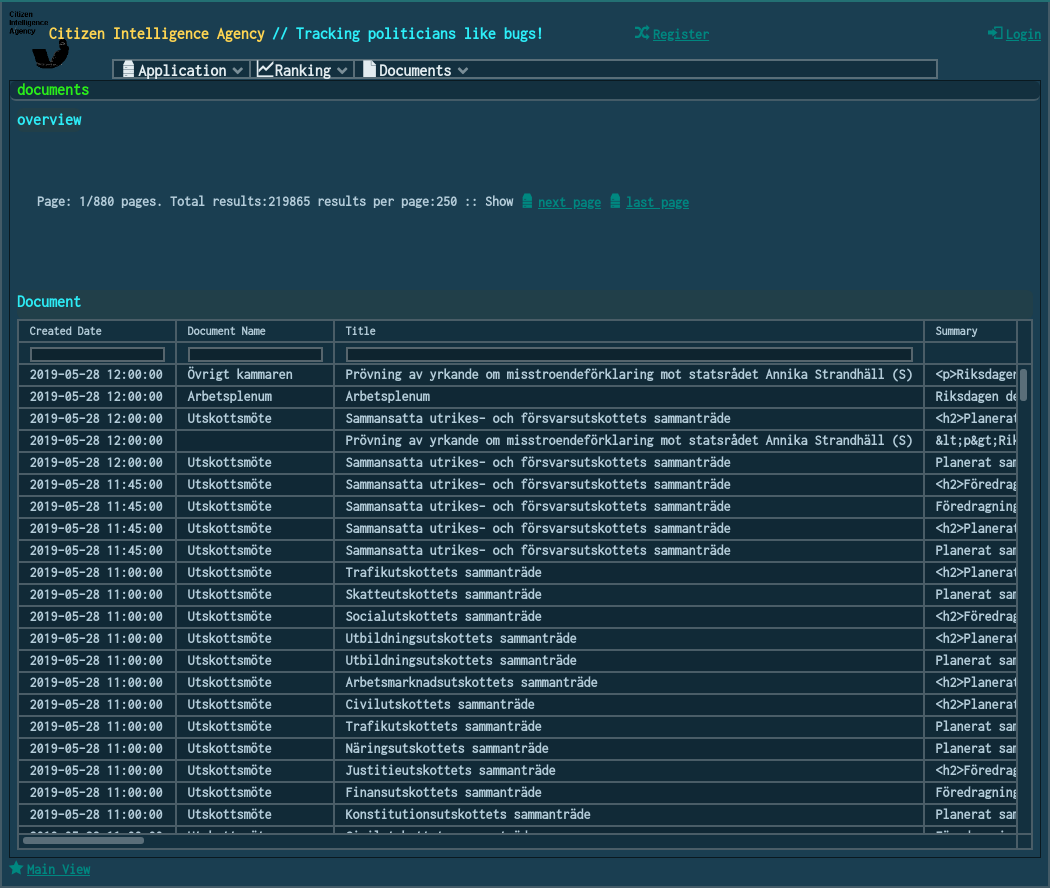 Citizen
Intelligence
Agency
Citizen Intelligence Agency // Tracking politicians like bugs!
Register
Login
Application
Ranking
Documents
documents
overview
Page: 1/880 pages. Total results:219865 results per page:250 :: Show next page last page
Document
Created Date Document Name Title Summary
2019-05-28 12:00:00 Övrigt kammaren Prövning av yrkande om misstroendeförklaring mot statsrådet Annika Strandhäll (S) <p>Riksdagen
2019-05-28 12:00:00 Arbetsplenum Arbetsplenum Riksdagen de
2019-05-28 12:00:00 Utskottsmöte Sammansatta utrikes- och försvarsutskottets sammanträde <h2>Planerat
2019-05-28 12:00:00 Prövning av yrkande om misstroendeförklaring mot statsrådet Annika Strandhäll (S) &lt;p&gt;Rik
2019-05-28 12:00:00 Utskottsmöte Sammansatta utrikes- och försvarsutskottets sammanträde Planerat sam
2019-05-28 11:45:00 Utskottsmöte Sammansatta utrikes- och försvarsutskottets sammanträde <h2>Föredrag
2019-05-28 11:45:00 Utskottsmöte Sammansatta utrikes- och försvarsutskottets sammanträde Föredragning
2019-05-28 11:45:00 Utskottsmöte Sammansatta utrikes- och försvarsutskottets sammanträde <h2>Planerat
2019-05-28 11:45:00 Utskottsmöte Sammansatta utrikes- och försvarsutskottets sammanträde Planerat sam
2019-05-28 11:00:00 Utskottsmöte Trafikutskottets sammanträde <h2>Planerat
2019-05-28 11:00:00 Utskottsmöte Skatteutskottets sammanträde Planerat sam
2019-05-28 11:00:00 Utskottsmöte Socialutskottets sammanträde <h2>Föredrag
2019-05-28 11:00:00 Utskottsmöte Utbildningsutskottets sammanträde <h2>Planerat
2019-05-28 11:00:00 Utskottsmöte Utbildningsutskottets sammanträde Planerat sam
2019-05-28 11:00:00 Utskottsmöte Arbetsmarknadsutskottets sammanträde <h2>Planerat
2019-05-28 11:00:00 Utskottsmöte Civilutskottets sammanträde <h2>Planerat
2019-05-28 11:00:00 Utskottsmöte Trafikutskottets sammanträde Planerat sam
2019-05-28 11:00:00 Utskottsmöte Näringsutskottets sammanträde Planerat sam
2019-05-28 11:00:00 Utskottsmöte Justitieutskottets sammanträde <h2>Föredrag
2019-05-28 11:00:00 Utskottsmöte Finansutskottets sammanträde Föredragning
2019-05-28 11:00:00 Utskottsmöte Konstitutionsutskottets sammanträde Planerat sam
Main View